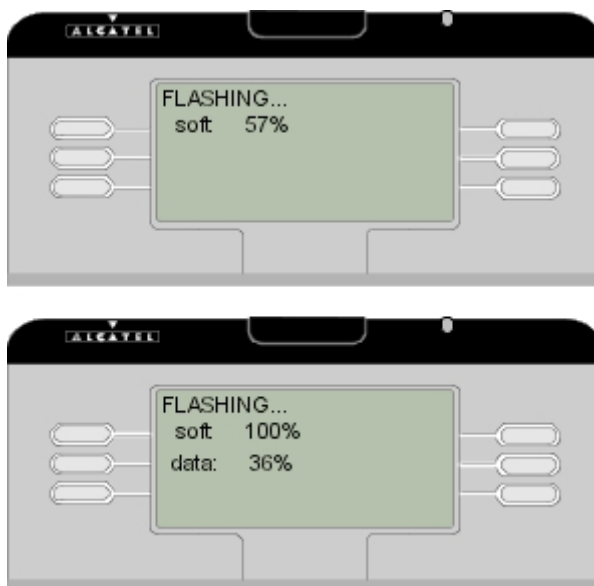 ALCATEL
FLASHING...
soft 57%
ALCATEL
FLASHING...
soft 100%
data: 36%